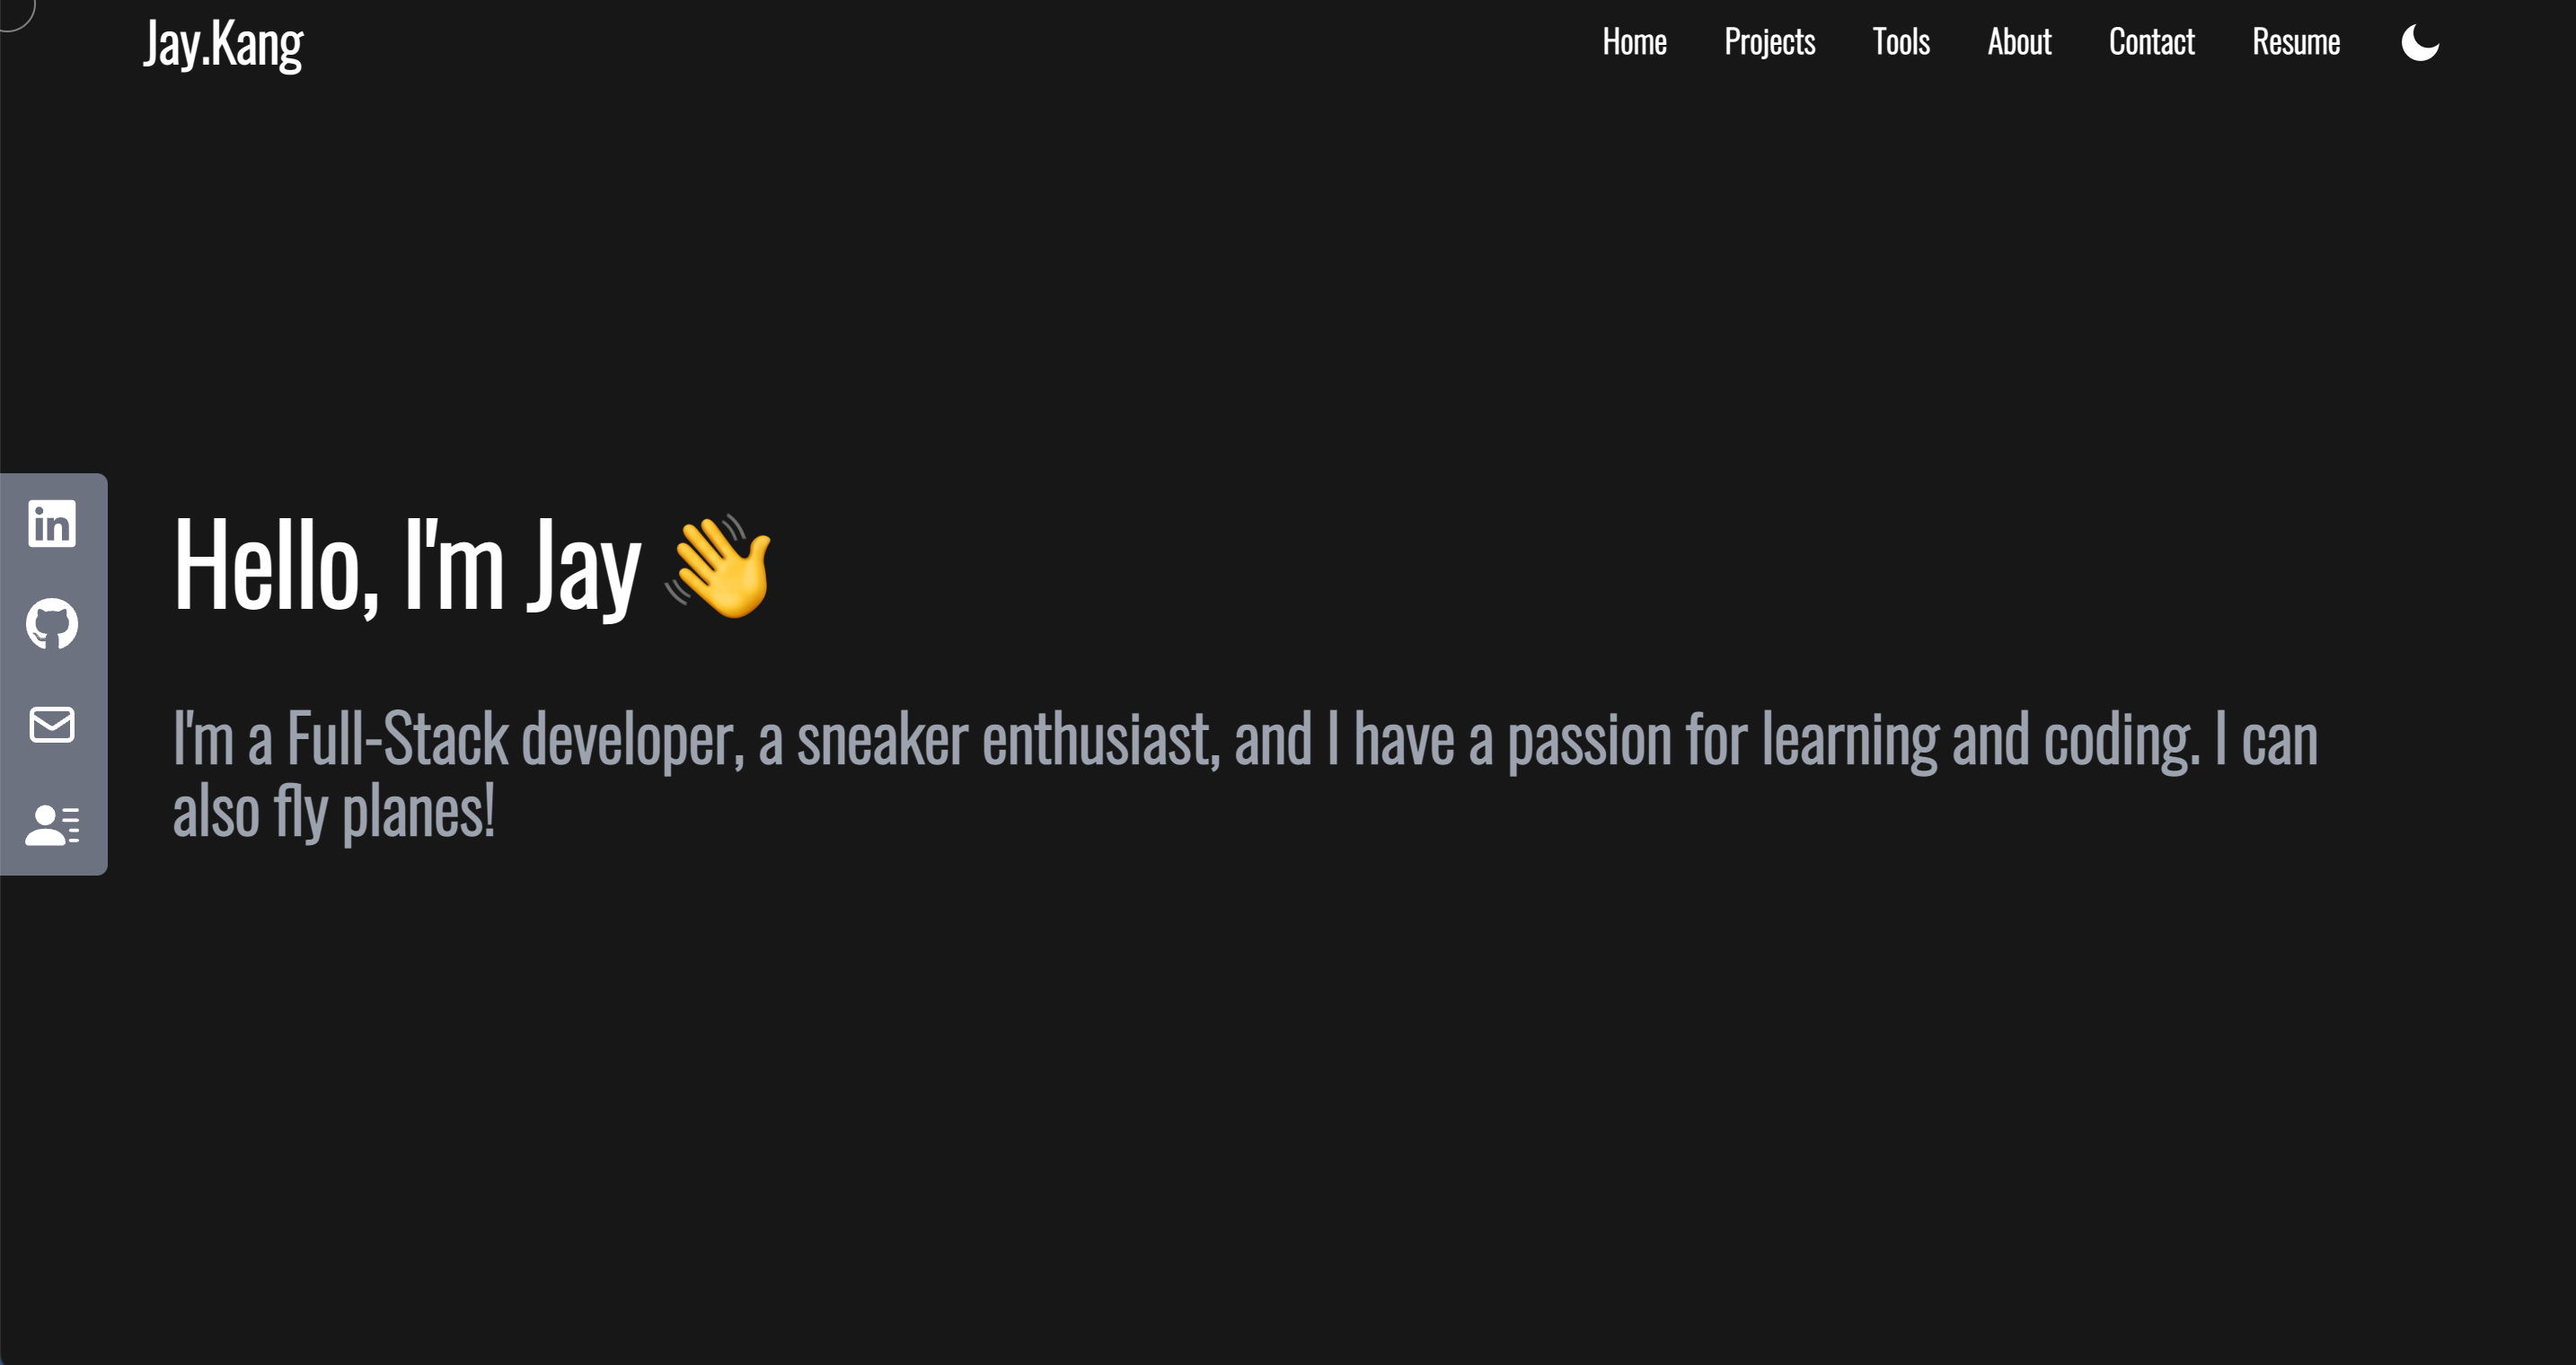 Jay.Kang
Home Projects Tools About Contact Resume
in
Hello, I'm Jay 👋
I'm a Full-Stack developer, a sneaker enthusiast, and I have a passion for learning and coding. I can
also fly planes!